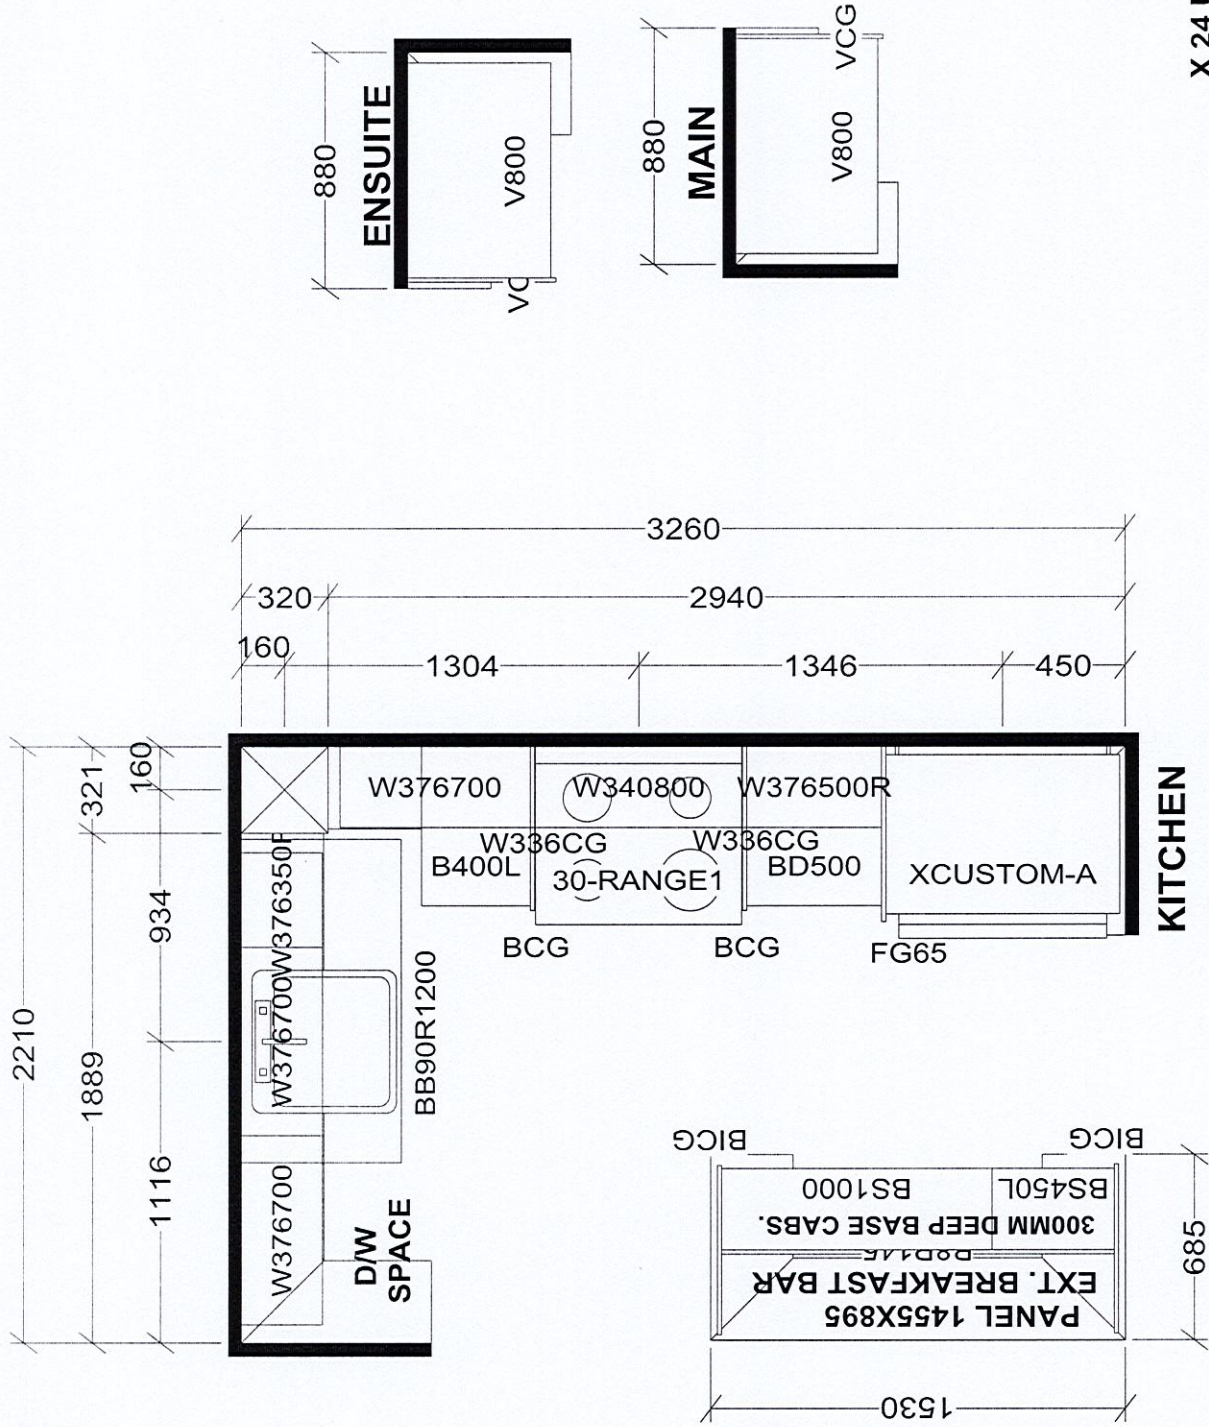 X 24
880
ENSUITE
V800
880
MAIN
V800
VCG
3260
320
2940
160
1304
1346
450
2210
321
1889
160
934
1116
W376700
W340800
W376500R
W336CG
W336CG
B400L
30-RANGE1
BD500
XCUSTOM-A
BCG
BCG
FG65
W376700
W376700
BB90R1200
D/W
SPACE
KITCHEN
BICG
BICG
BS1000
BS450L
300MM DEEP BASE CABS.
EXT. BREAKFAST BAR
PANEL 1455X895
685
1530